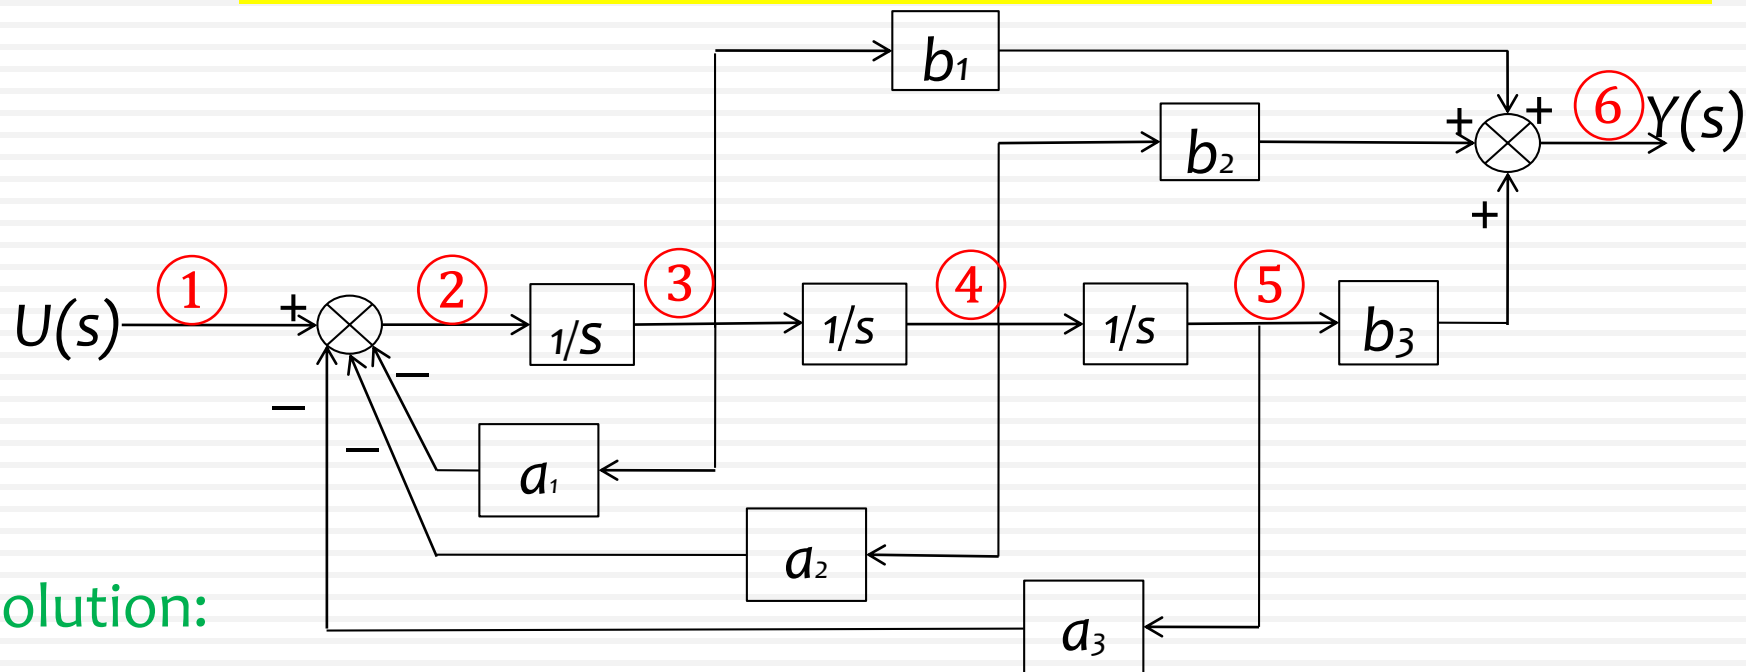 b₁
+ + ⑥ Y(s)
b₂
+
① ② ③ ④ ⑤
U(s) + 1/s 1/s 1/s b₃
–
–
–
a₁
a₂
olution:
a₃